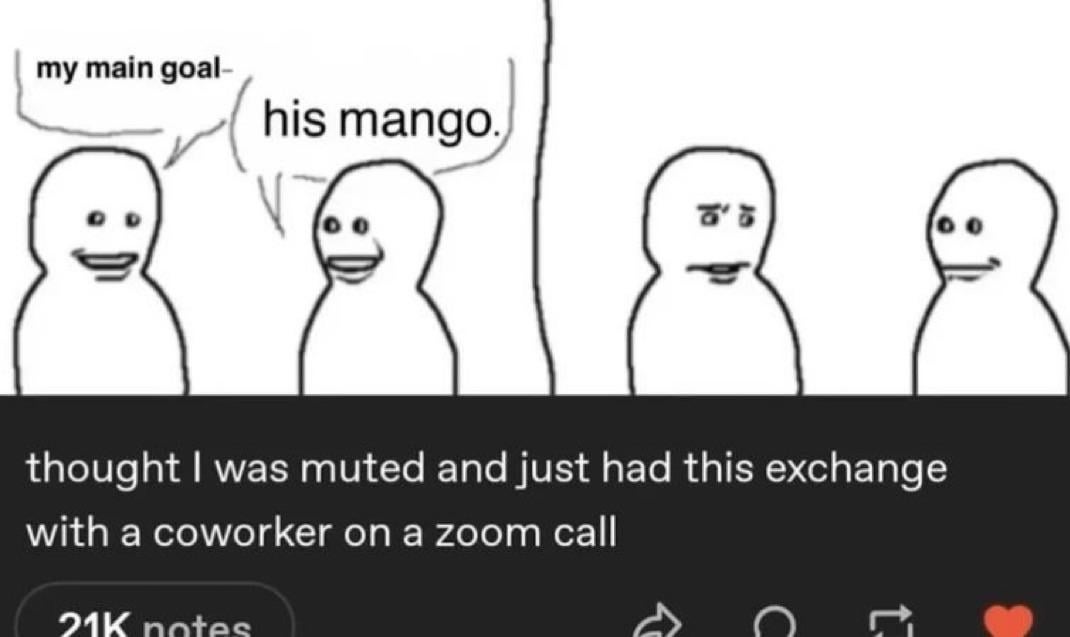 my main goal-
his mango.
thought I was muted and just had this exchange
with a coworker on a zoom call
21K notes